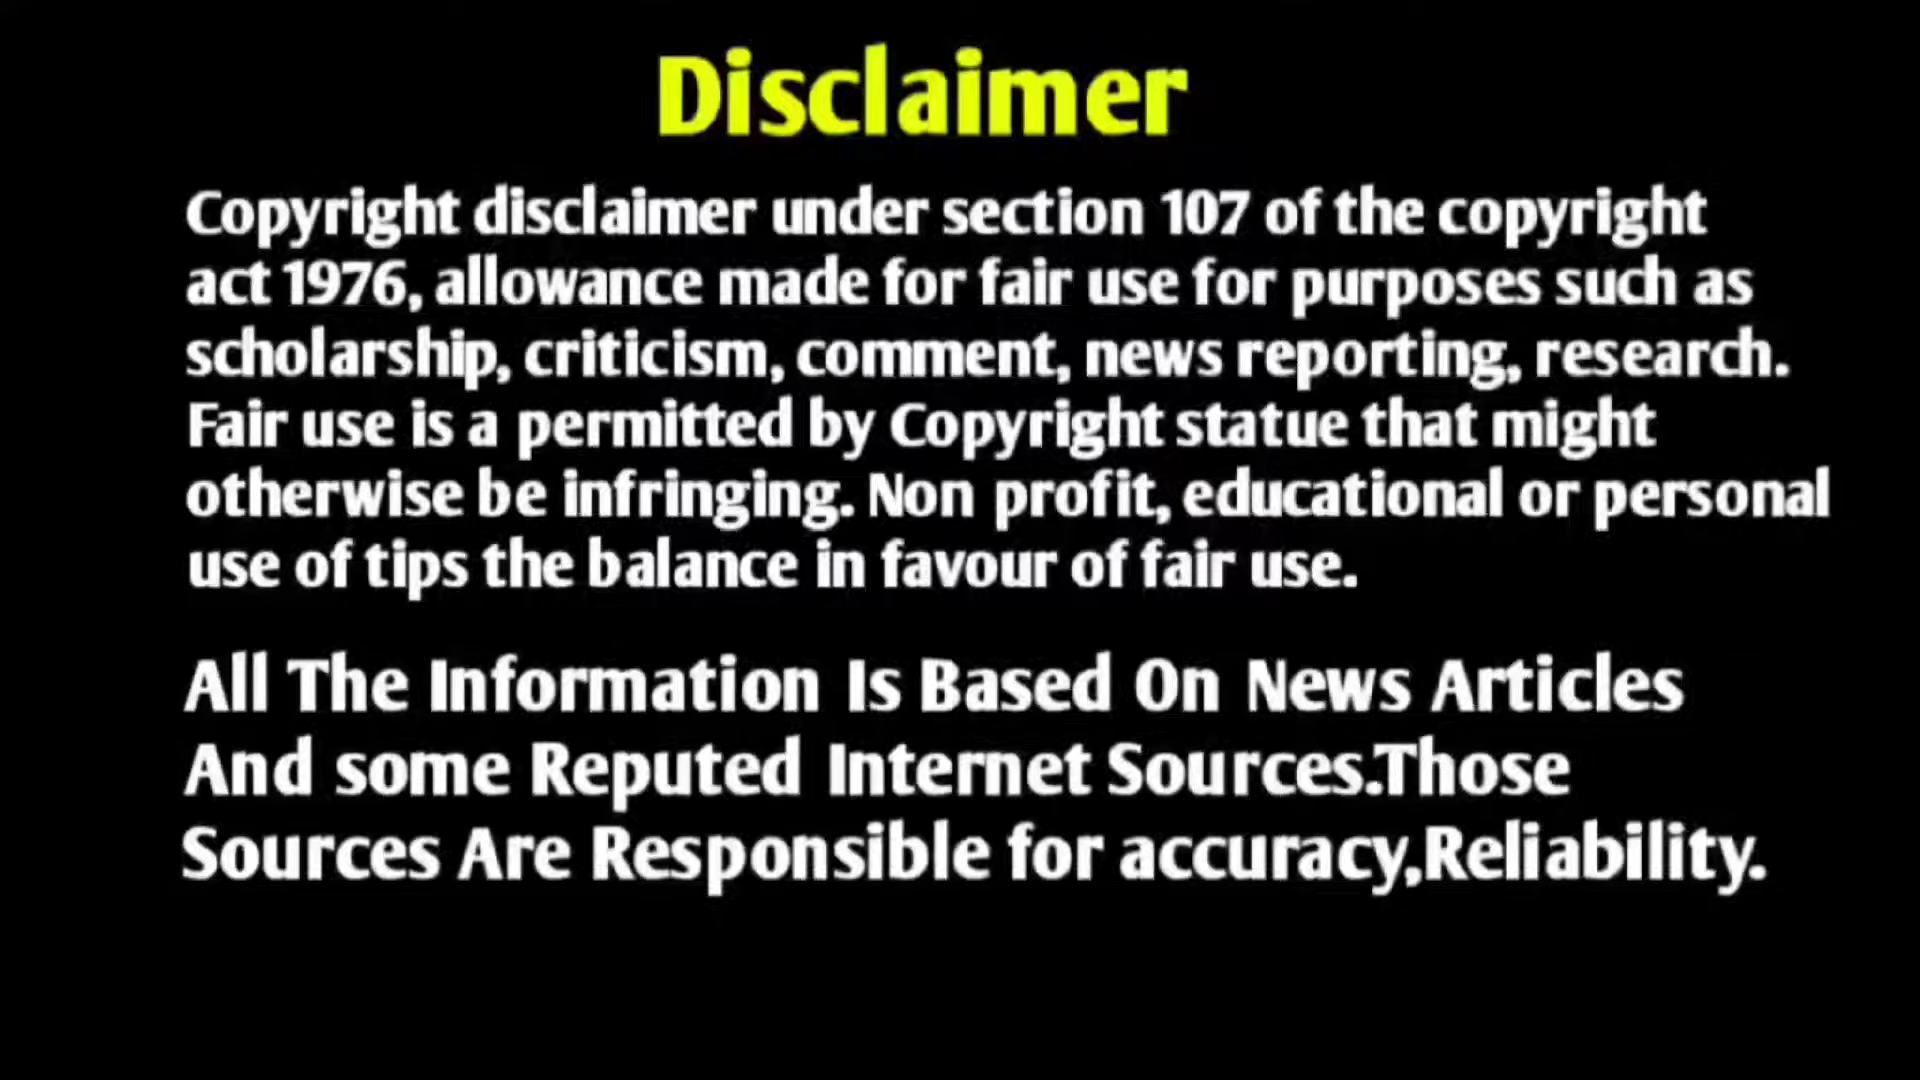 Disclaimer
Copyright disclaimer under section 107 of the copyright
act 1976, allowance made for fair use for purposes such as
scholarship, criticism, comment, news reporting, research.
Fair use is a permitted by Copyright statue that might
otherwise be infringing. Non profit, educational or personal
use of tips the balance in favour of fair use.
All The Information Is Based On News Articles
And some Reputed Internet Sources.Those
Sources Are Responsible for accuracy,Reliability.